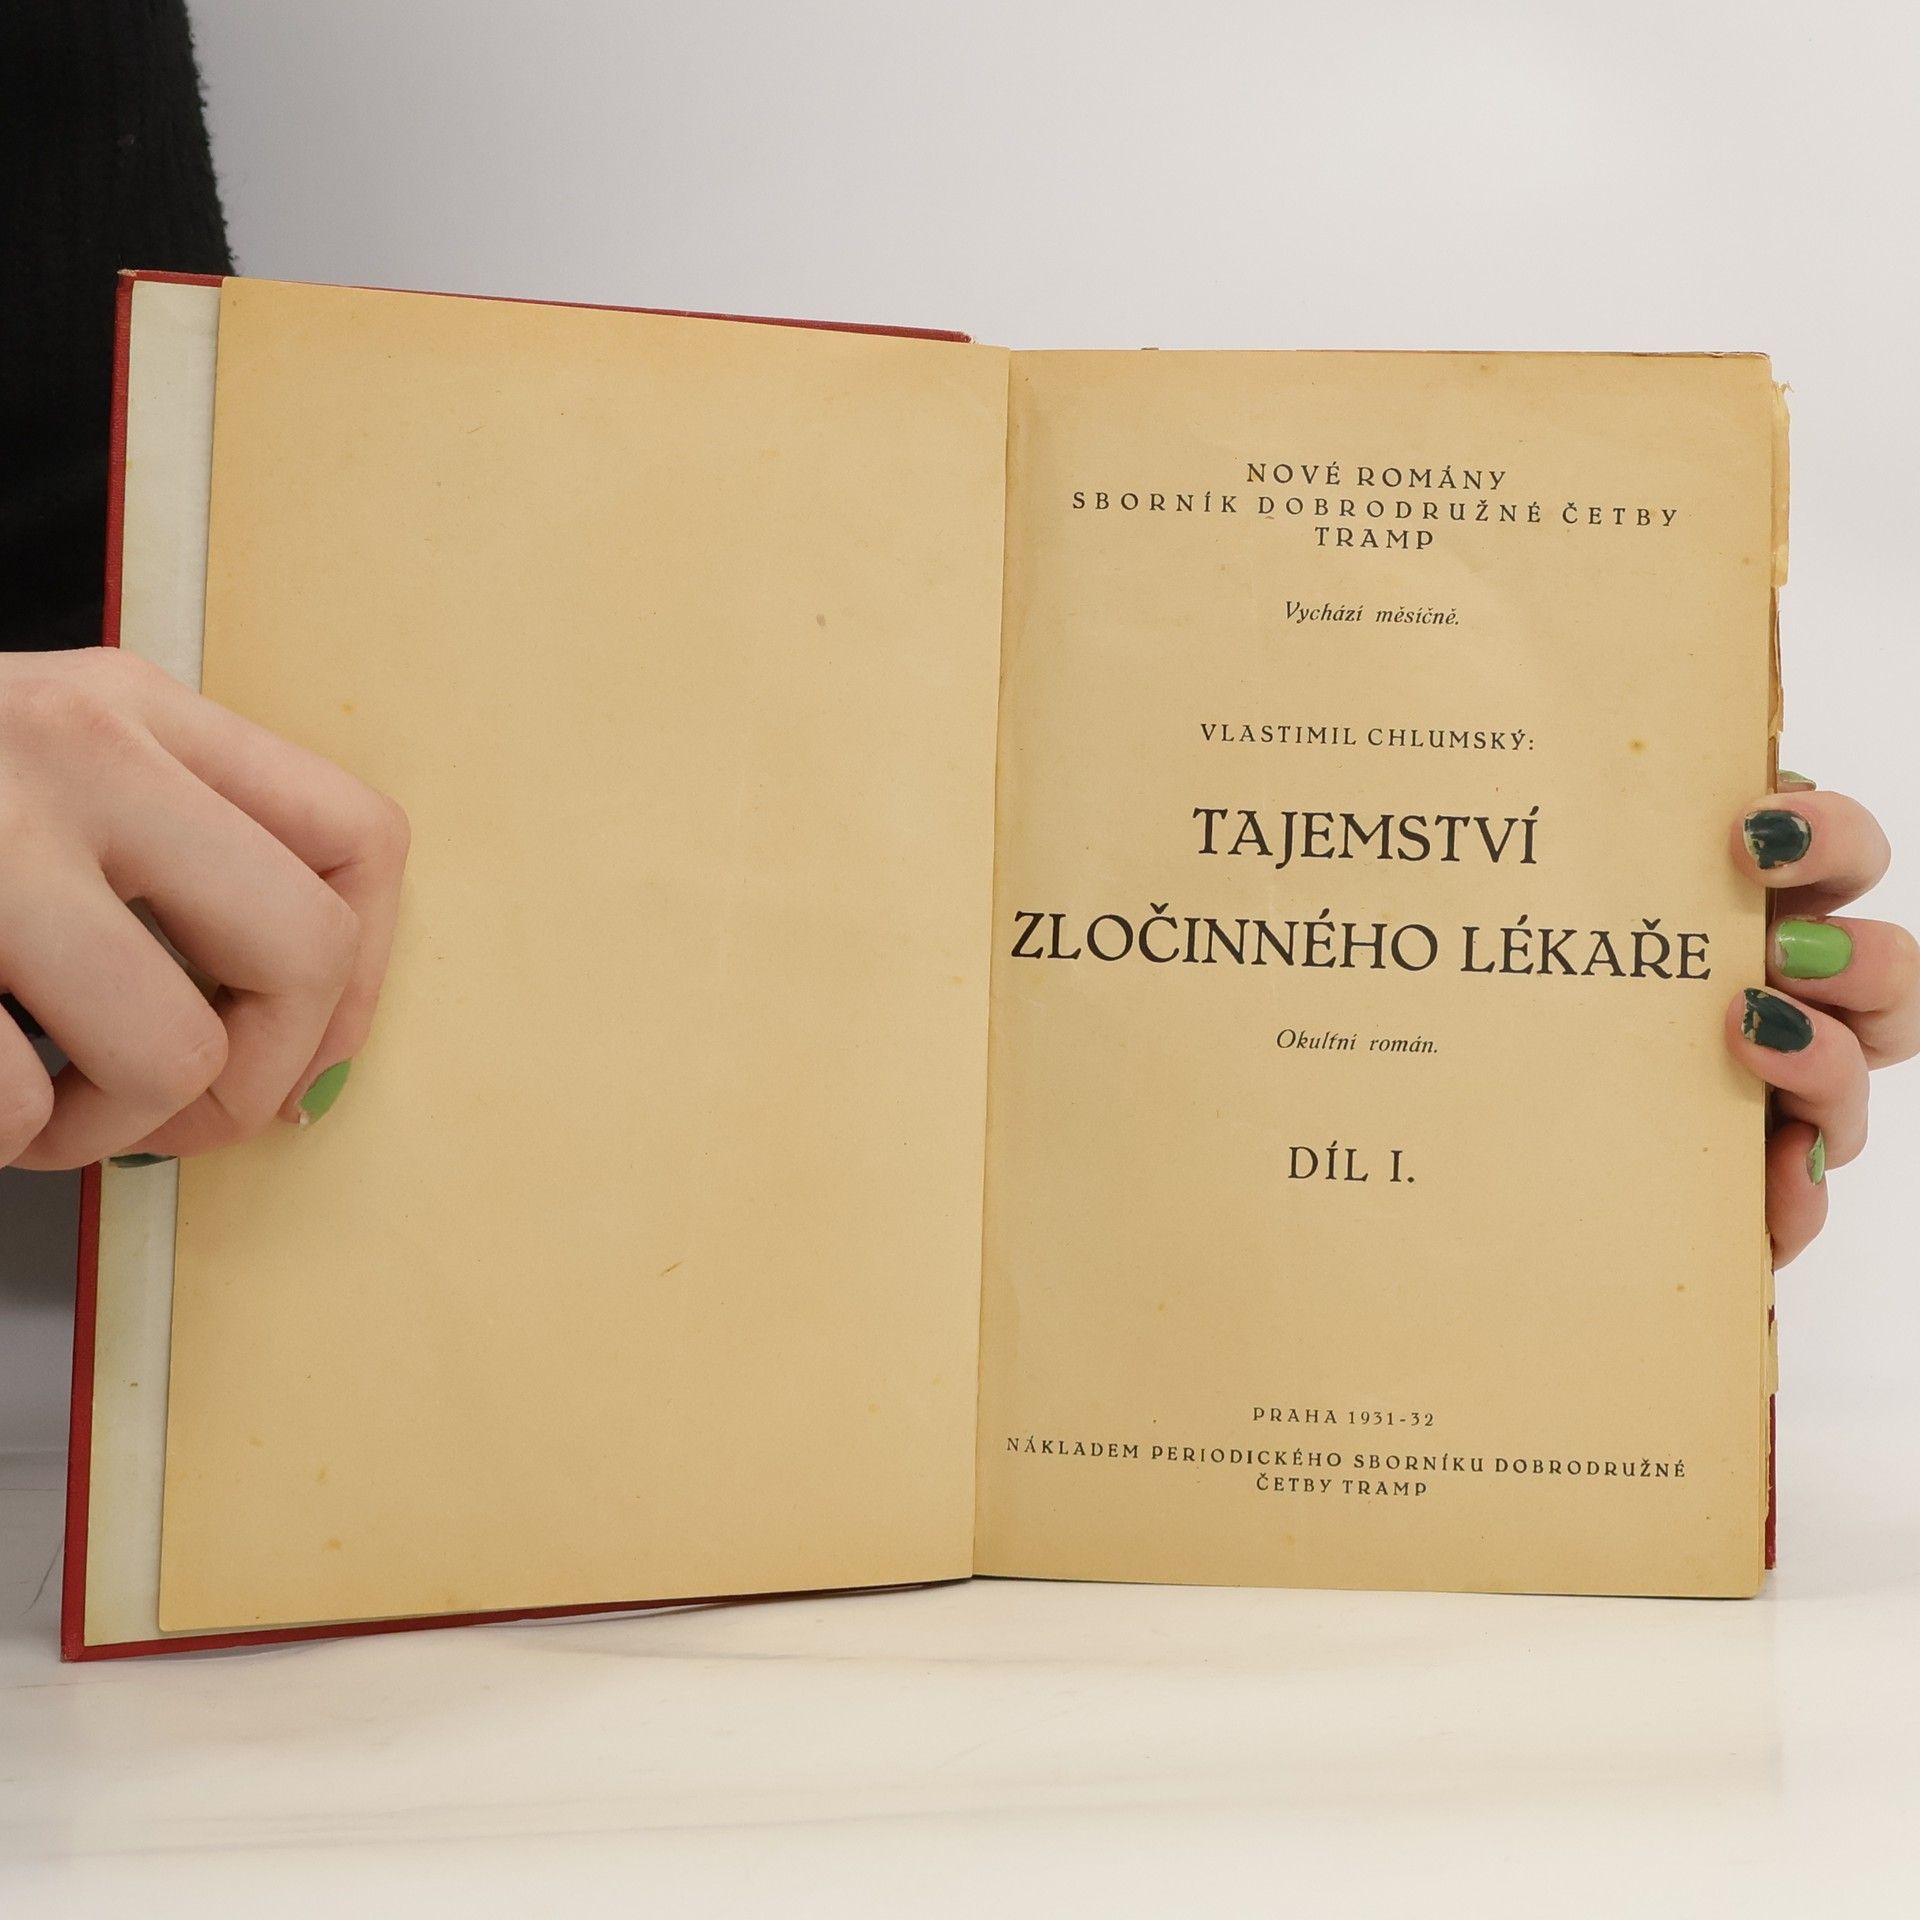 NOVÉ ROMÁNY
SBORNÍK DOBRODRUŽNÉ ČETBY
TRAMP
Vychází měsíčně.
VLASTIMIL CHLUMSKÝ:
TAJEMSTVÍ
ZLOČINNÉHO LÉKAŘE
Okultní román.
DÍL I.
PRAHA 1931-32
NÁKLADEM PERIODICKÉHO SBORNÍKU DOBRODRUŽNÉ
ČETBY TRAMP